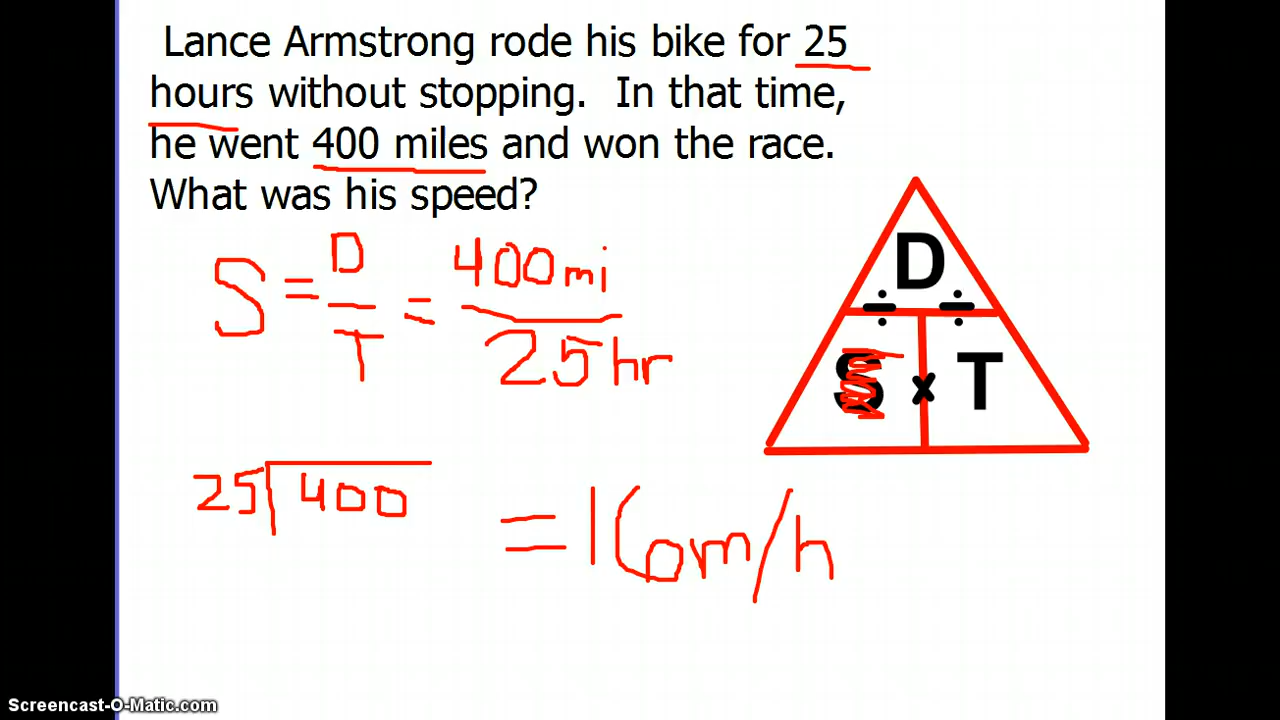 Lance Armstrong rode his bike for 25
hours without stopping. In that time,
he went 400 miles and won the race.
What was his speed?
S = D/T = 400mi/25hr
D
÷ ÷
S x T
25)400
= 16m/h
Screencast-O-Matic.com